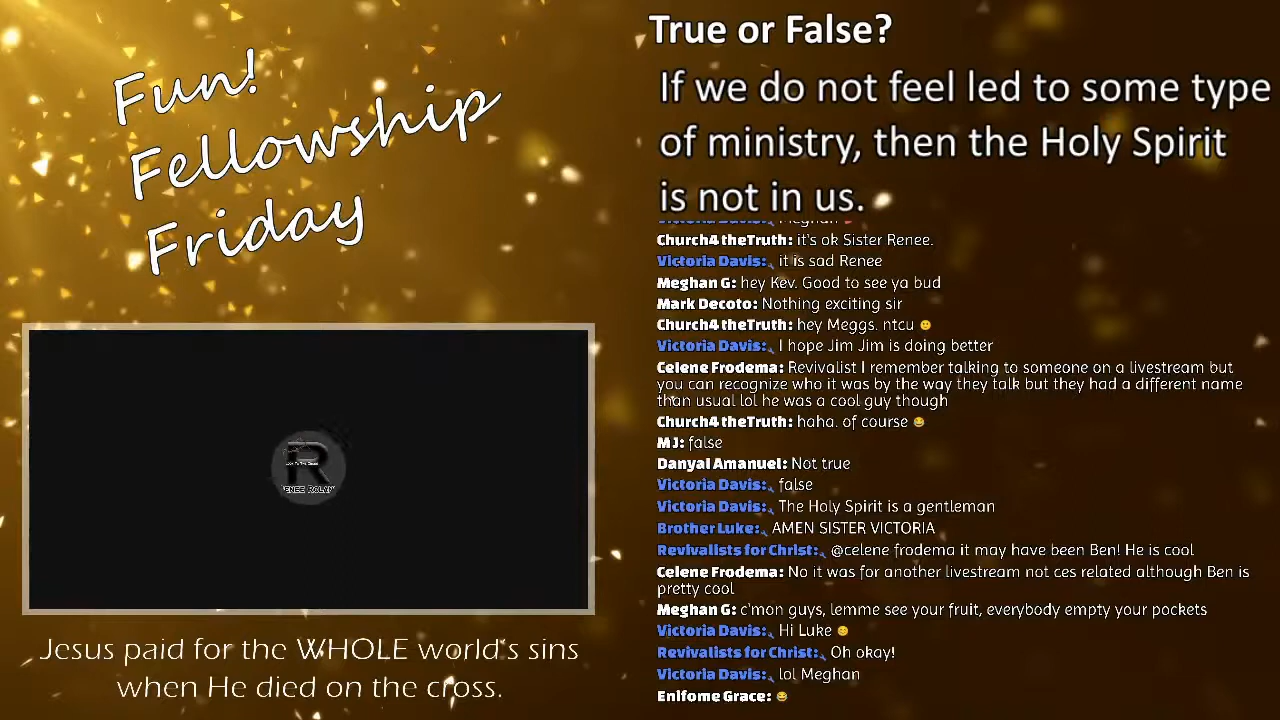 Fun!
Fellowship
Friday
True or False?
If we do not feel led to some type
of ministry, then the Holy Spirit
is not in us.
Victoria Davis: Meghan
Church4theTruth: it's ok Sister Renee.
Victoria Davis: it is sad Renee
Meghan G: hey Kev. Good to see ya bud
Mark Decoto: Nothing exciting sir
Church4theTruth: hey Meggs. ntcu 🙂
Victoria Davis: I hope Jim Jim is doing better
Celene Frodema: Revivalist I remember talking to someone on a livestream but
you can recognize who it was by the way they talk but they had a different name
than usual lol he was a cool guy though
Church4theTruth: haha. of course 😂
M J: false
Danyal Amanuel: Not true
Victoria Davis: false
Victoria Davis: The Holy Spirit is a gentleman
Brother Luke: AMEN SISTER VICTORIA
Revivalists for Christ: @celene frodema it may have been Ben! He is cool
Celene Frodema: No it was for another livestream not ces related although Ben is
pretty cool
Meghan G: c'mon guys, lemme see your fruit, everybody empty your pockets
Victoria Davis: Hi Luke 😊
Revivalists for Christ: Oh okay!
Victoria Davis: lol Meghan
Enifome Grace: 😂
R
Jesus paid for the WHOLE world's sins
when He died on the cross.